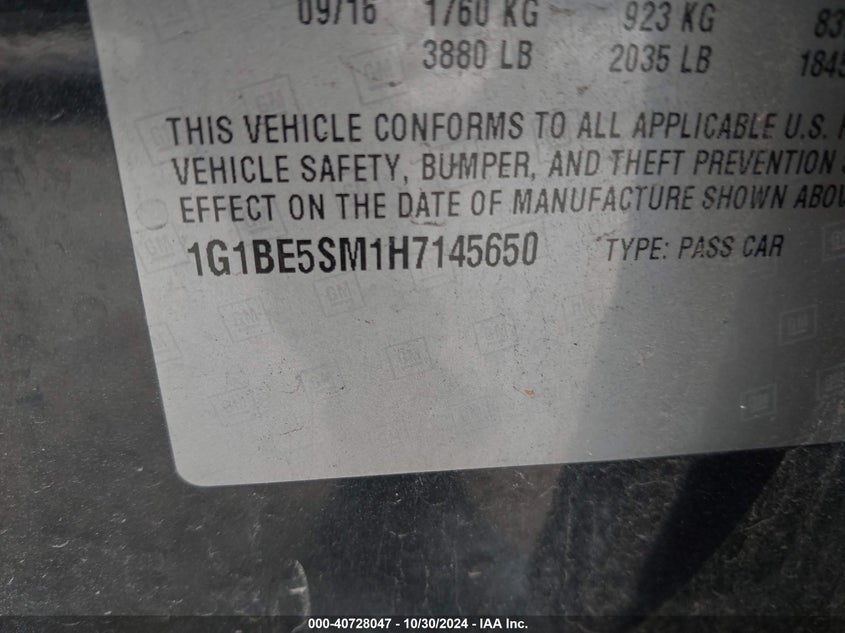 09/16 1760 KG 923 KG
3880 LB 2035 LB
THIS VEHICLE CONFORMS TO ALL APPLICABLE U.S.
VEHICLE SAFETY, BUMPER, AND THEFT PREVENTION
EFFECT ON THE DATE OF MANUFACTURE SHOWN
1G1BE5SM1H7145650 TYPE: PASS CAR
GM
000-40728047 - 10/30/2024 - IAA Inc.